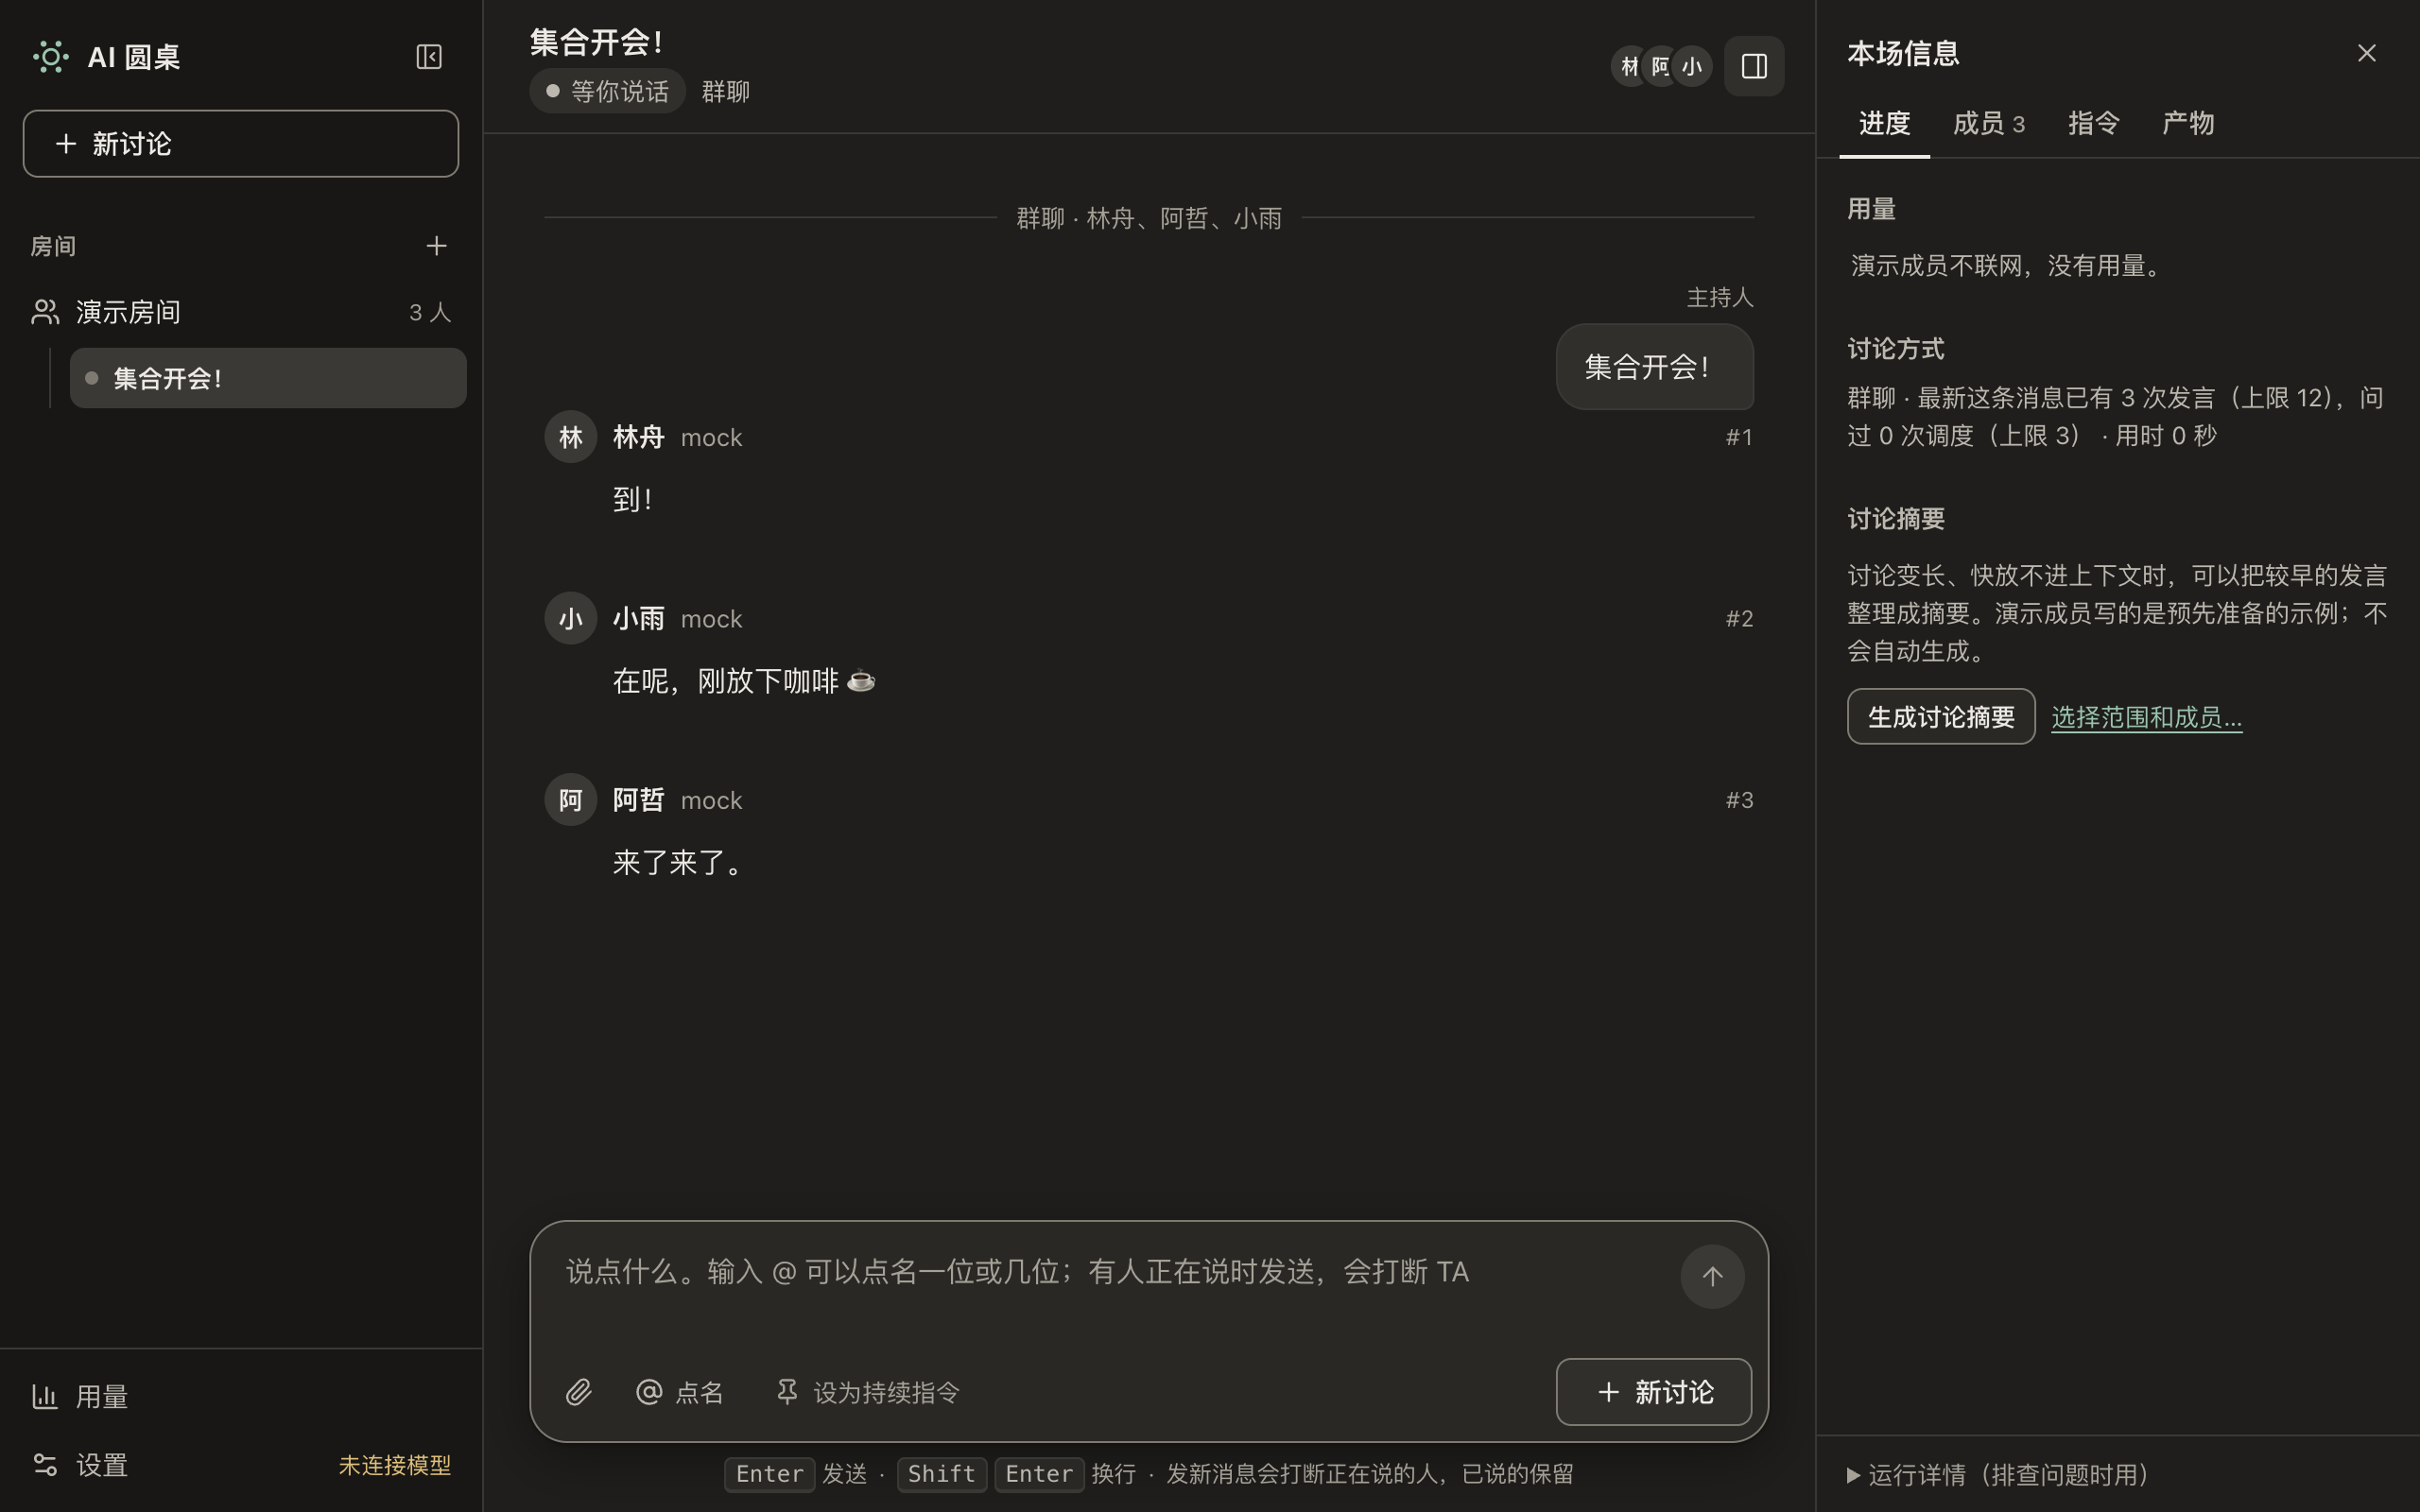 AI 圆桌
新讨论
房间
演示房间 3 人
集合开会！
用量
设置 未连接模型
集合开会！
等你说话 群聊
林 阿 小
群聊 · 林舟、阿哲、小雨
主持人
集合开会！
林 林舟 mock #1
到！
小 小雨 mock #2
在呢，刚放下咖啡 ☕
阿 阿哲 mock #3
来了来了。
说点什么。输入 @ 可以点名一位或几位；有人正在说时发送，会打断 TA
点名 设为持续指令 新讨论
Enter 发送 · Shift Enter 换行 · 发新消息会打断正在说的人，已说的保留
本场信息
进度 成员 3 指令 产物
用量
演示成员不联网，没有用量。
讨论方式
群聊 · 最新这条消息已有 3 次发言（上限 12），问
过 0 次调度（上限 3） · 用时 0 秒
讨论摘要
讨论变长、快放不进上下文时，可以把较早的发言
整理成摘要。演示成员写的是预先准备的示例；不
会自动生成。
生成讨论摘要 选择范围和成员…
运行详情（排查问题时用）